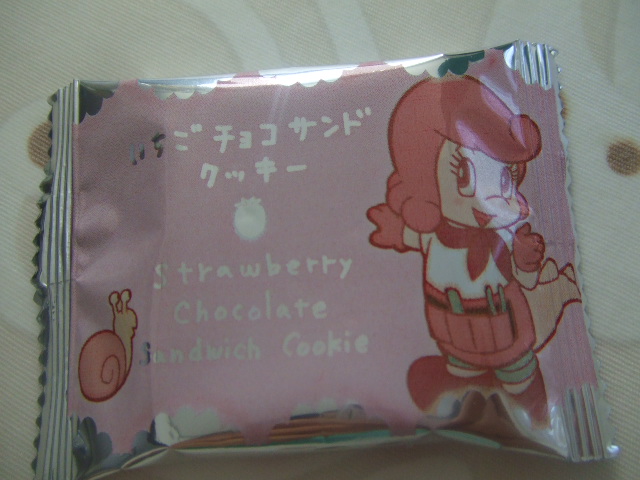 いちごチョコサンド
クッキー
Strawberry
Chocolate
Sandwich Cookie